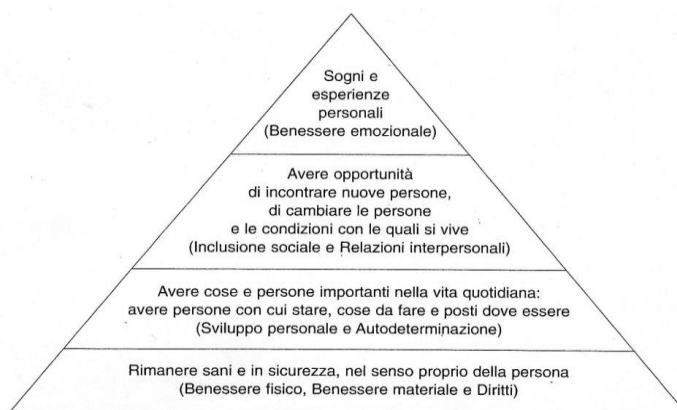 Sogni e
esperienze
personali
(Benessere emozionale)
Avere opportunità
di incontrare nuove persone,
di cambiare le persone
e le condizioni con le quali si vive
(Inclusione sociale e Relazioni interpersonali)
Avere cose e persone importanti nella vita quotidiana:
avere persone con cui stare, cose da fare e posti dove essere
(Sviluppo personale e Autodeterminazione)
Rimanere sani e in sicurezza, nel senso proprio della persona
(Benessere fisico, Benessere materiale e Diritti)